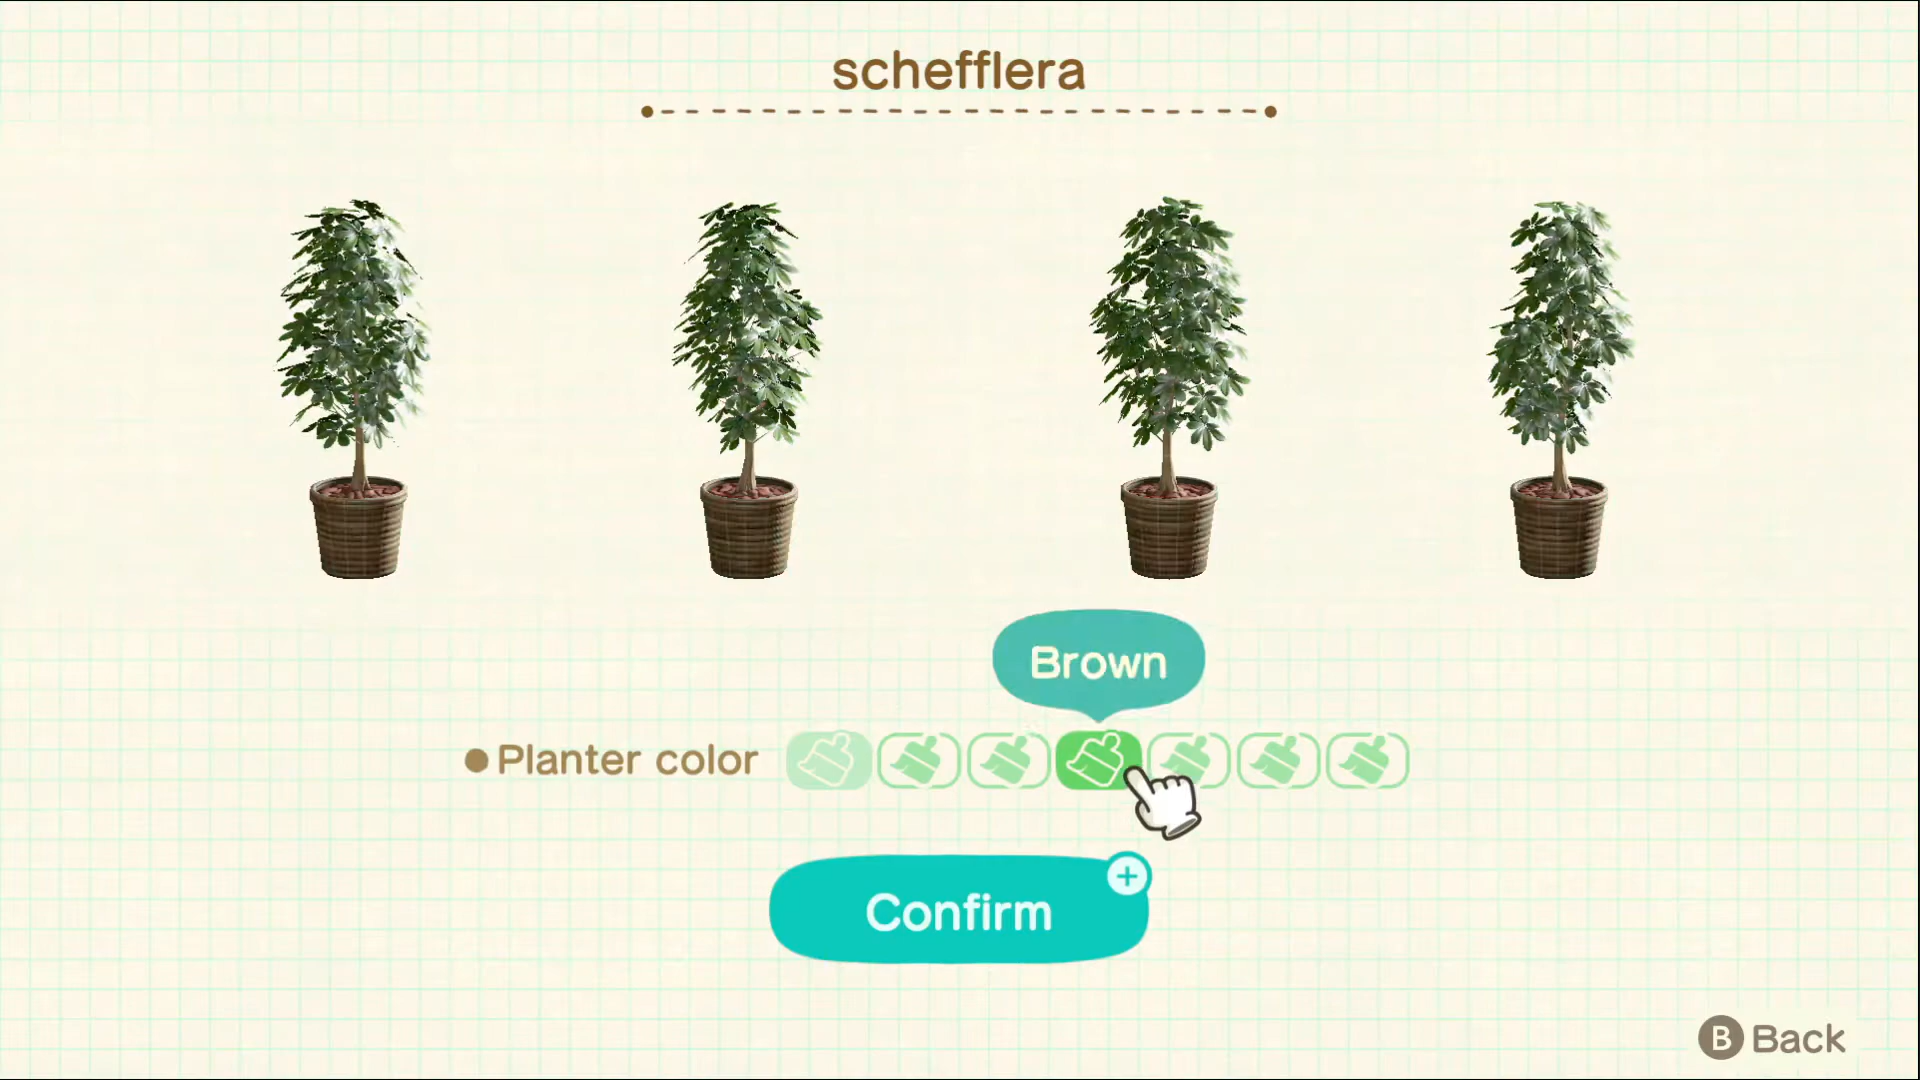 schefflera
Brown
Planter color
Confirm
B Back